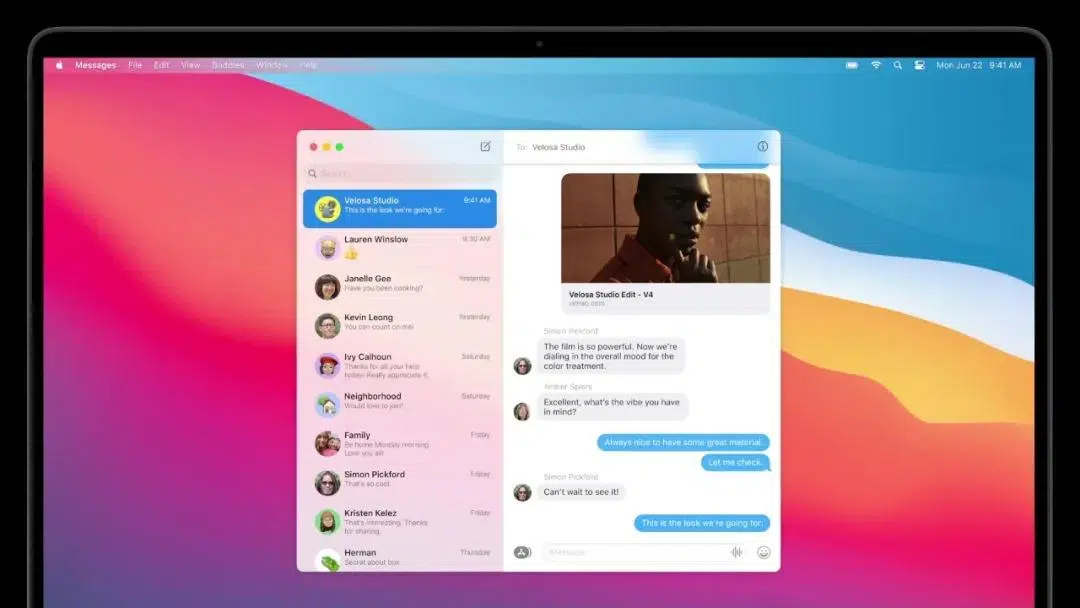 Messages File Edit View Buddies Window Help
Mon Jun 22 9:41 AM
Search
Velosa Studio 9:41 AM
This is the look we're going for:
Lauren Winslow 9:30 AM
Janelle Gee Yesterday
Have you been cooking?
Kevin Leong Yesterday
You can count on me!
Ivy Calhoun Saturday
Thanks for all your help
today! Really appreciate it.
Neighborhood Saturday
Would love to join!
Family Friday
Be home Monday morning.
Love you all!
Simon Pickford Friday
That's so cool.
Kristen Kelez Friday
That's interesting. Thanks
for sharing.
Herman Thursday
Secret about box
To: Velosa Studio
Velosa Studio Edit - V4
vimeo.com
Simon Pickford
The film is so powerful. Now we're
dialing in the overall mood for the
color treatment.
Amber Spiers
Excellent, what's the vibe you have
in mind?
Always nice to have some great material.
Let me check.
Simon Pickford
Can't wait to see it!
This is the look we're going for:
iMessage